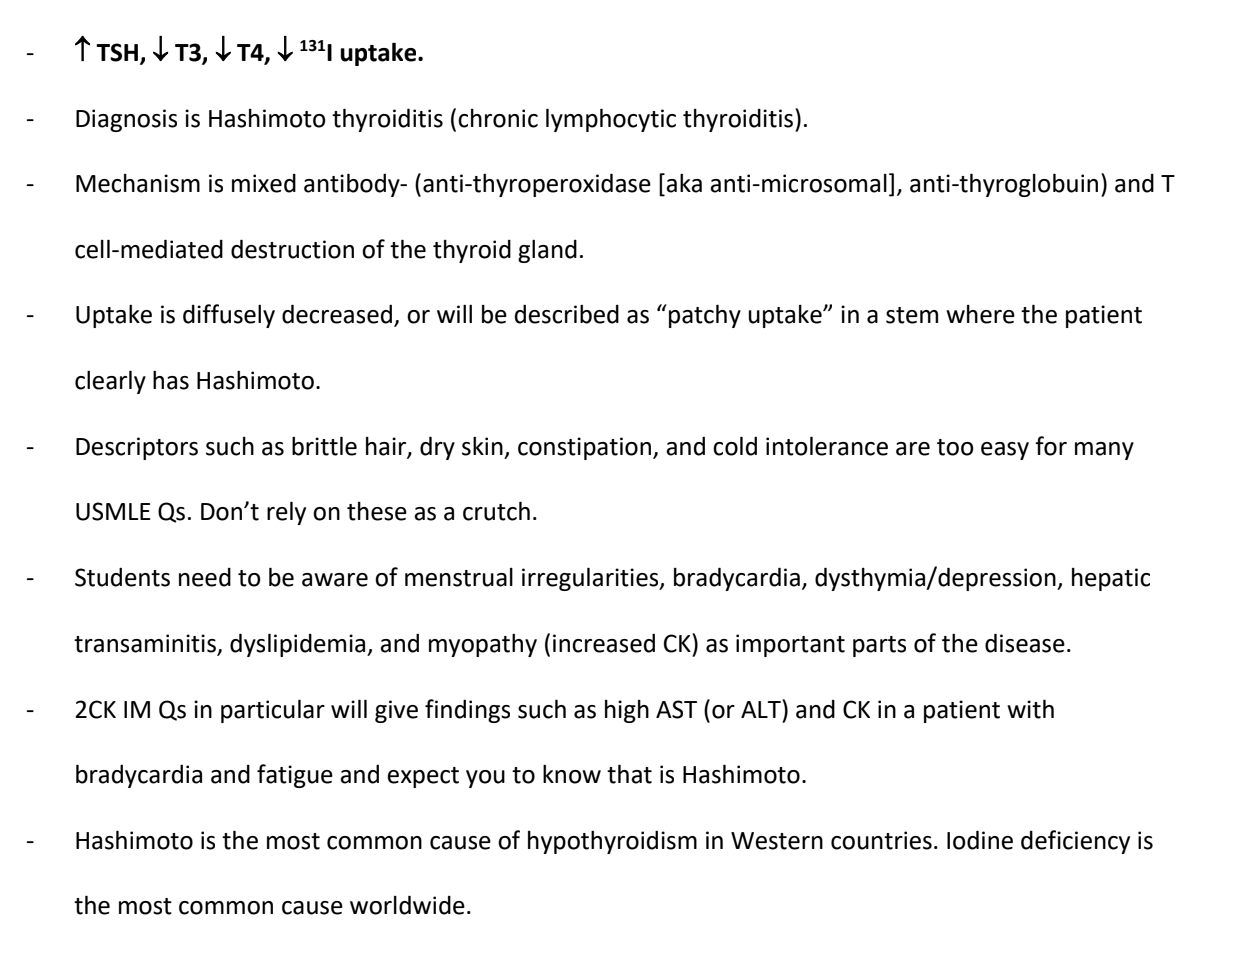 - ↑ TSH, ↓ T3, ↓ T4, ↓ ¹³¹I uptake.
- Diagnosis is Hashimoto thyroiditis (chronic lymphocytic thyroiditis).
- Mechanism is mixed antibody- (anti-thyroperoxidase [aka anti-microsomal], anti-thyroglobuin) and T
cell-mediated destruction of the thyroid gland.
- Uptake is diffusely decreased, or will be described as “patchy uptake” in a stem where the patient
clearly has Hashimoto.
- Descriptors such as brittle hair, dry skin, constipation, and cold intolerance are too easy for many
USMLE Qs. Don’t rely on these as a crutch.
- Students need to be aware of menstrual irregularities, bradycardia, dysthymia/depression, hepatic
transaminitis, dyslipidemia, and myopathy (increased CK) as important parts of the disease.
- 2CK IM Qs in particular will give findings such as high AST (or ALT) and CK in a patient with
bradycardia and fatigue and expect you to know that is Hashimoto.
- Hashimoto is the most common cause of hypothyroidism in Western countries. Iodine deficiency is
the most common cause worldwide.